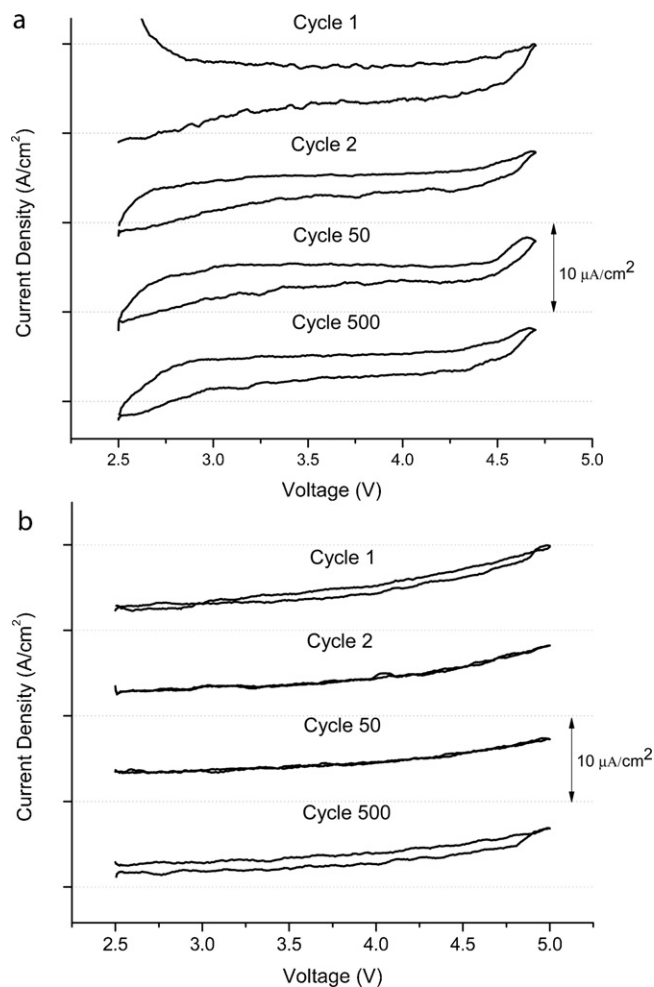 a
Cycle 1
Cycle 2
Cycle 50
Cycle 500
10 μA/cm²
Current Density (A/cm²)
2.5 3.0 3.5 4.0 4.5 5.0
Voltage (V)
b
Cycle 1
Cycle 2
Cycle 50
Cycle 500
10 μA/cm²
Current Density (A/cm²)
2.5 3.0 3.5 4.0 4.5 5.0
Voltage (V)